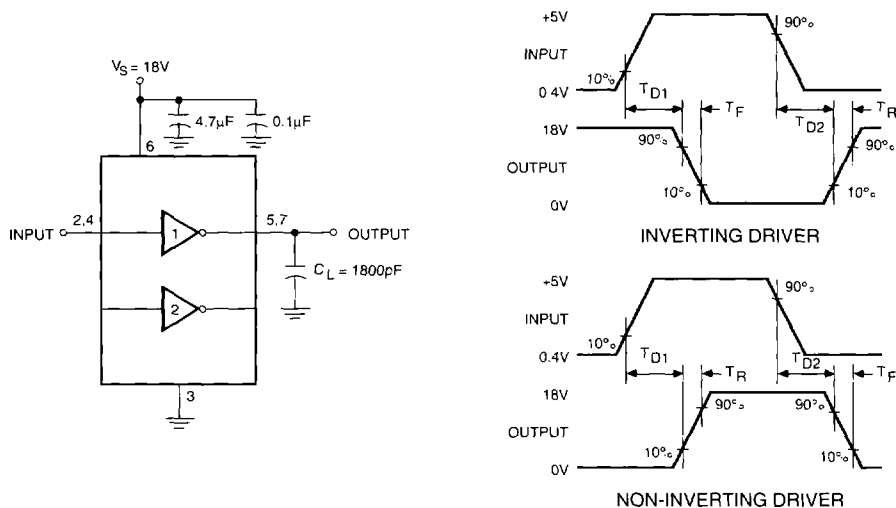 V_S = 18V
4.7µF
0.1µF
6
INPUT
2,4
1
5,7
OUTPUT
C_L = 1800pF
2
3
+5V
INPUT
0.4V
10%
90%
T_D1
T_F
T_D2
T_R
18V
OUTPUT
0V
90%
10%
90%
10%
INVERTING DRIVER
+5V
INPUT
0.4V
10%
90%
T_D1
T_R
T_D2
T_F
18V
OUTPUT
0V
90%
10%
90%
10%
NON-INVERTING DRIVER